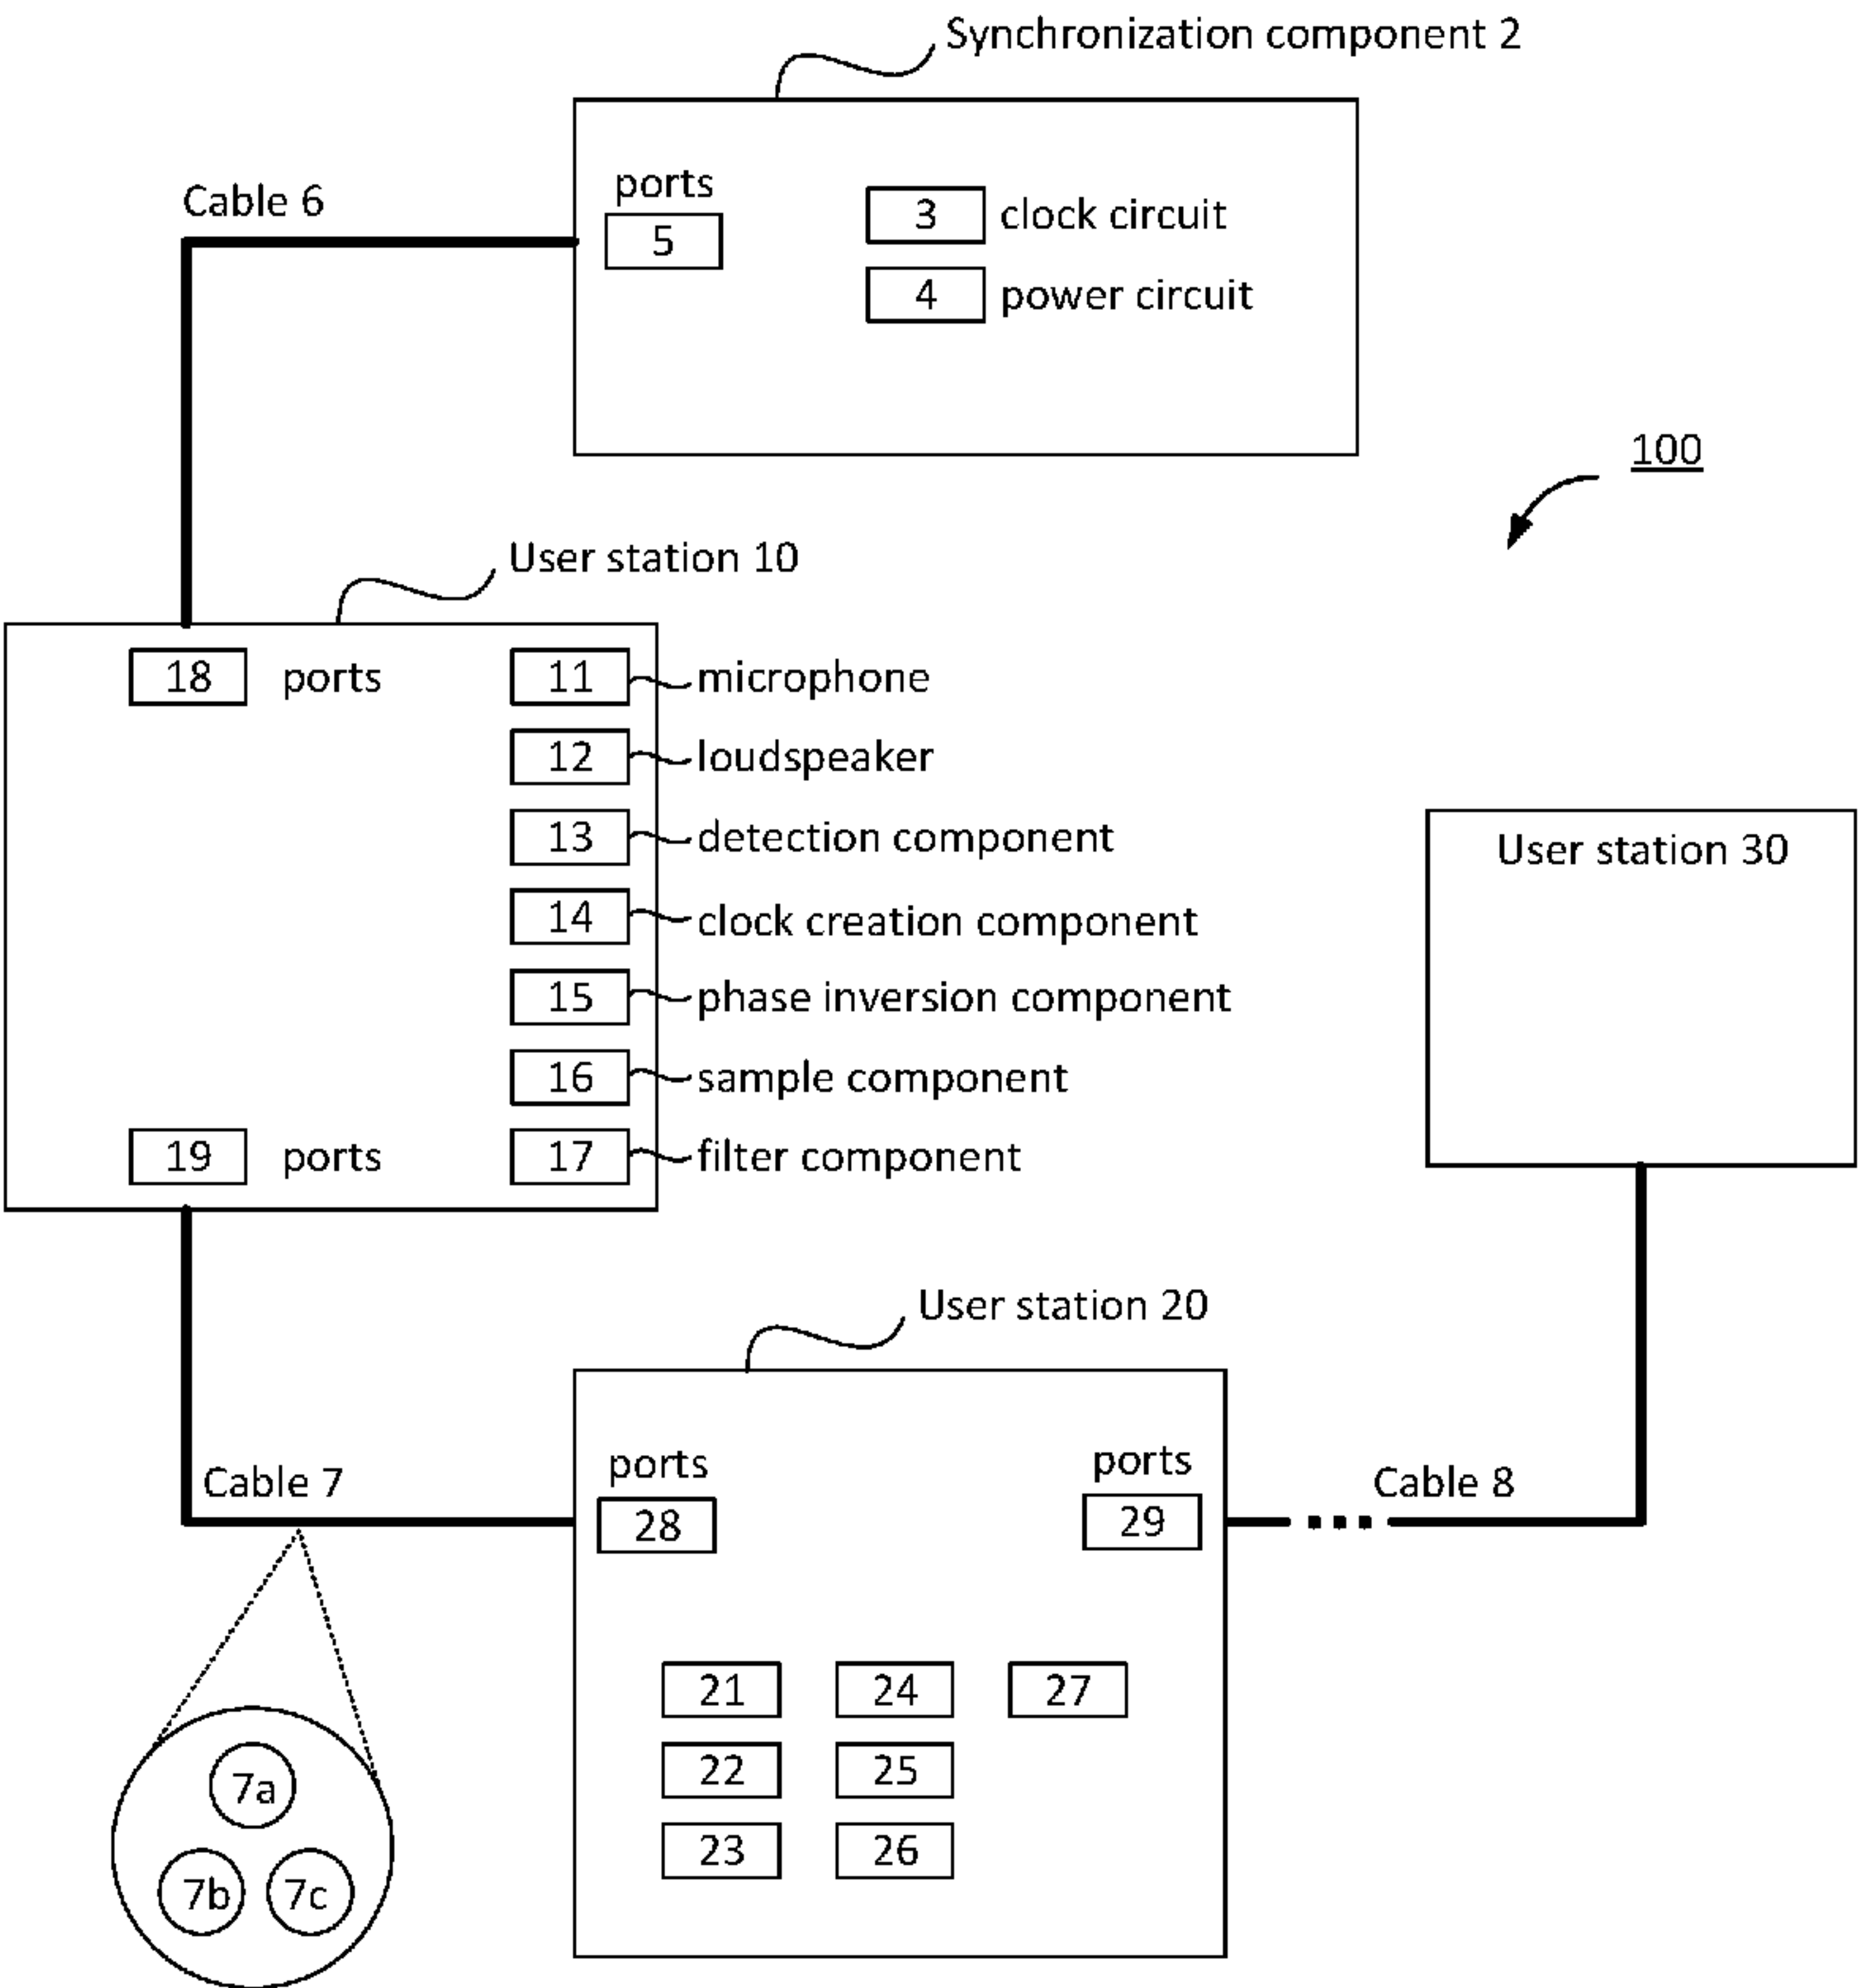 Synchronization component 2
Cable 6
ports
5
3 clock circuit
4 power circuit
100
User station 10
18 ports
11 microphone
12 loudspeaker
13 detection component
14 clock creation component
15 phase inversion component
16 sample component
19 ports
17 filter component
User station 30
User station 20
Cable 7
ports
28
ports
29
Cable 8
21 24 27
22 25
23 26
7a
7b 7c